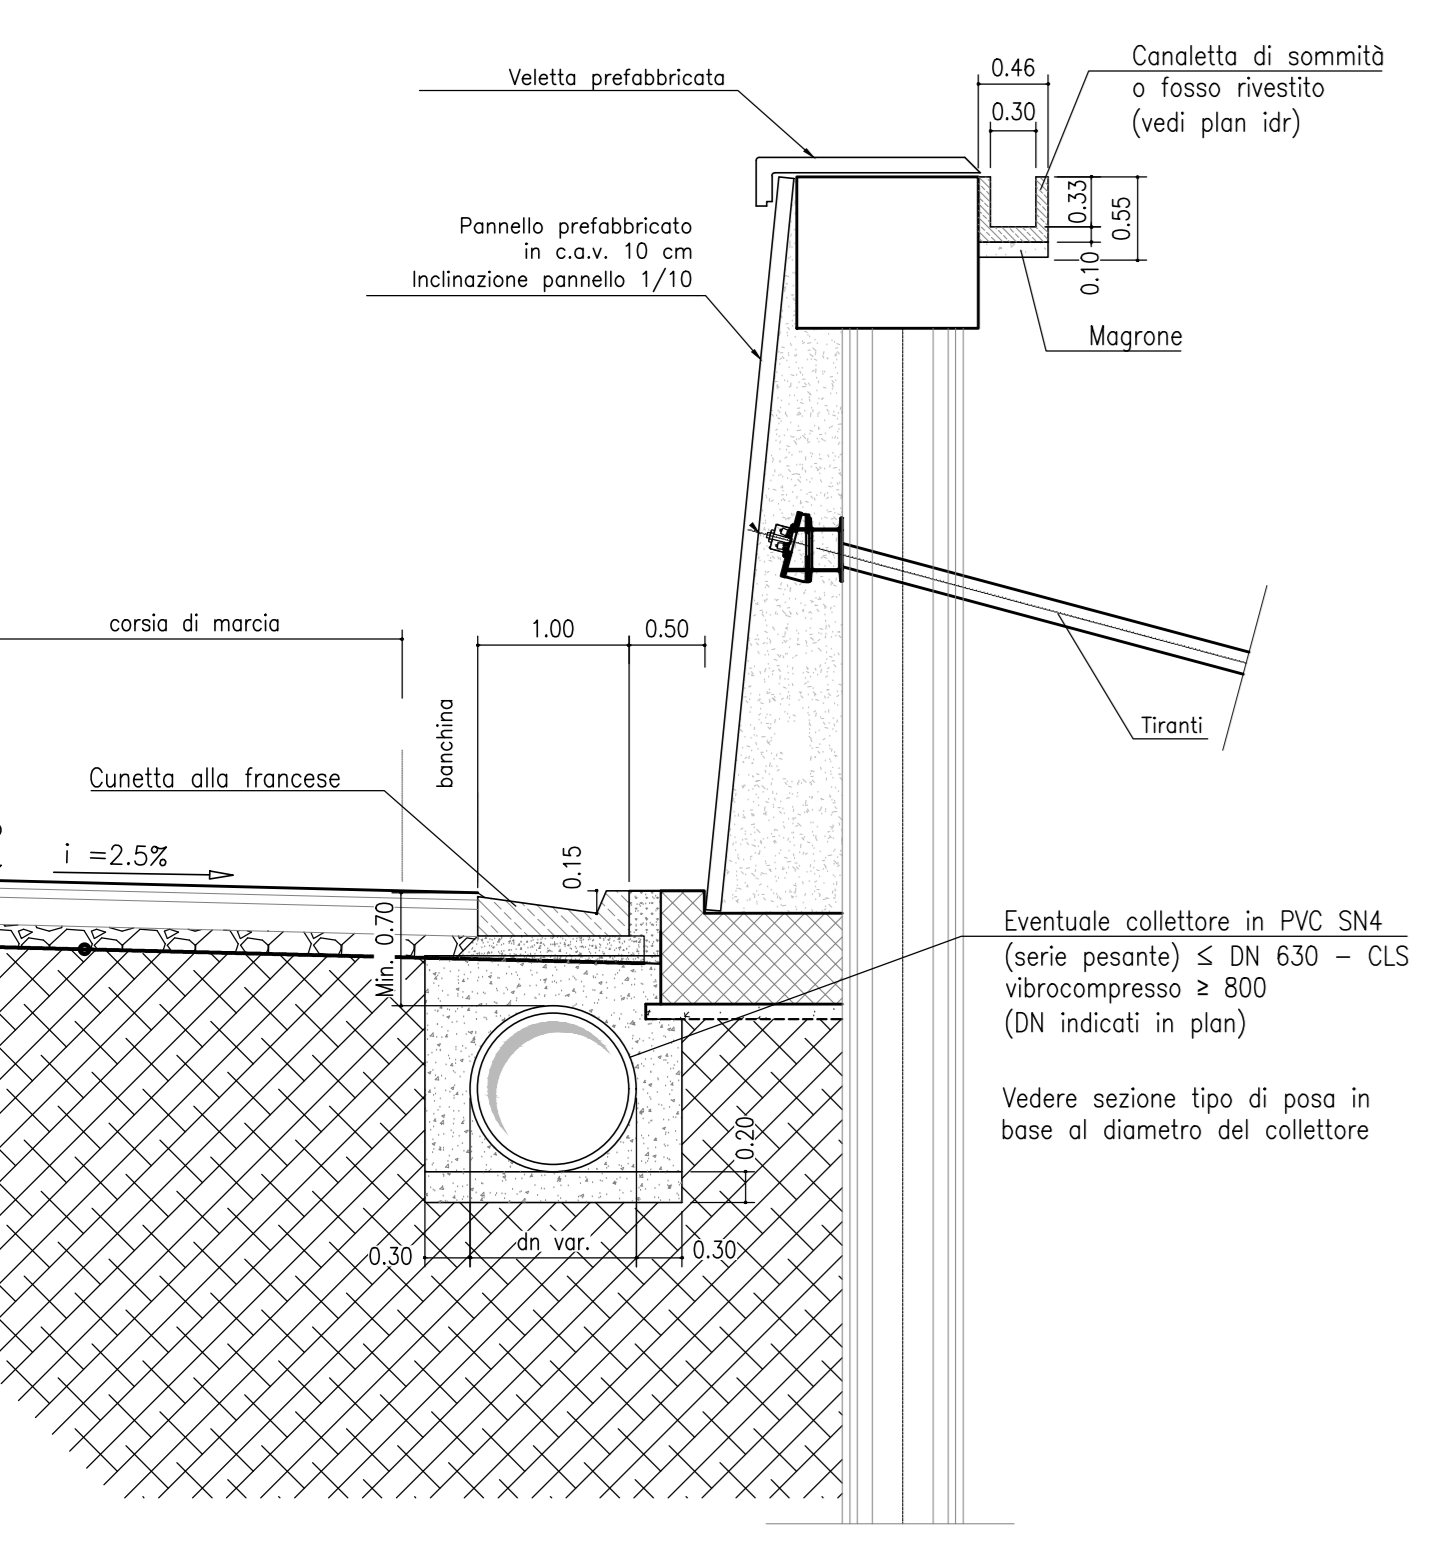 Canaletta di sommità
o fosso rivestito
(vedi plan idr)
0.46
0.30
Veletta prefabbricata
0.33
0.55
0.10
Pannello prefabbricato
in c.a.v. 10 cm
Inclinazione pannello 1/10
Magrone
corsia di marcia
1.00
0.50
banchina
Tiranti
Cunetta alla francese
i =2.5%
0.15
Min. 0.70
Eventuale collettore in PVC SN4
(serie pesante) ≤ DN 630 - CLS
vibrocompresso ≥ 800
(DN indicati in plan)
Vedere sezione tipo di posa in
base al diametro del collettore
0.20
0.30
dn var.
0.30